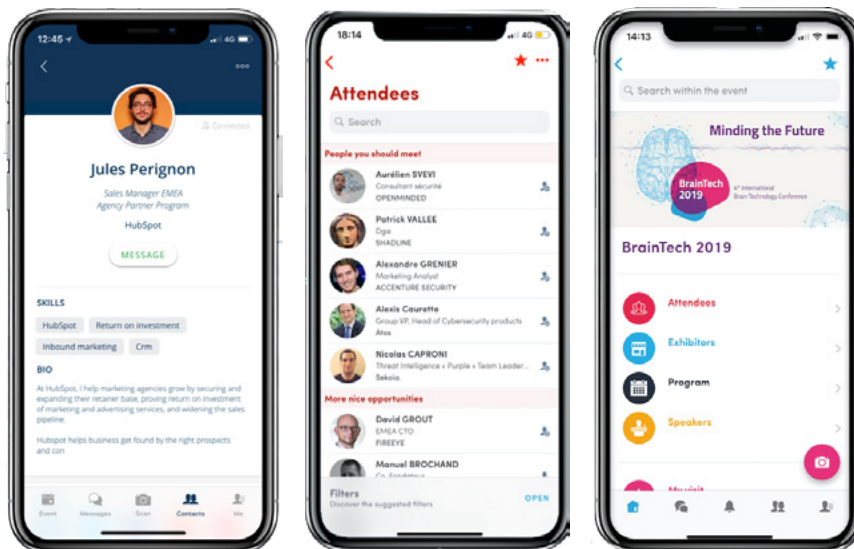 12:45
4G
Connected
Jules Perignon
Sales Manager EMEA
Agency Partner Program
HubSpot
MESSAGE
SKILLS
HubSpot
Return on investment
Inbound marketing
Crm
BIO
At HubSpot, I help marketing agencies grow by securing and
expanding their retainer base, proving return on investment
of marketing and advertising services, and widening the sales
pipeline.
Hubspot helps business get found by the right prospects
and con
Event
Messages
Scan
Contacts
Me
18:14
4G
Attendees
Search
People you should meet
Aurélien SVEVI
Consultant sécurité
OPENMINDED
Patrick VALLEE
Dga
SHADLINE
Alexandre GRENIER
Marketing Analyst
ACCENTURE SECURITY
Alexis Caurette
Group VP, Head of Cybersecurity products
Atos
Nicolas CAPRONI
Threat Intelligence & Purple & Team Leader...
Sekoia.
More nice opportunities
David GROUT
EMEA CTO
FIREEYE
Manuel BROCHAND
Filters
Discover the suggested filters
OPEN
14:13
Search within the event
Minding the Future
BrainTech
2019
4th International
Brain Technology Conference
BrainTech 2019
Attendees
Exhibitors
Program
Speakers
My visit